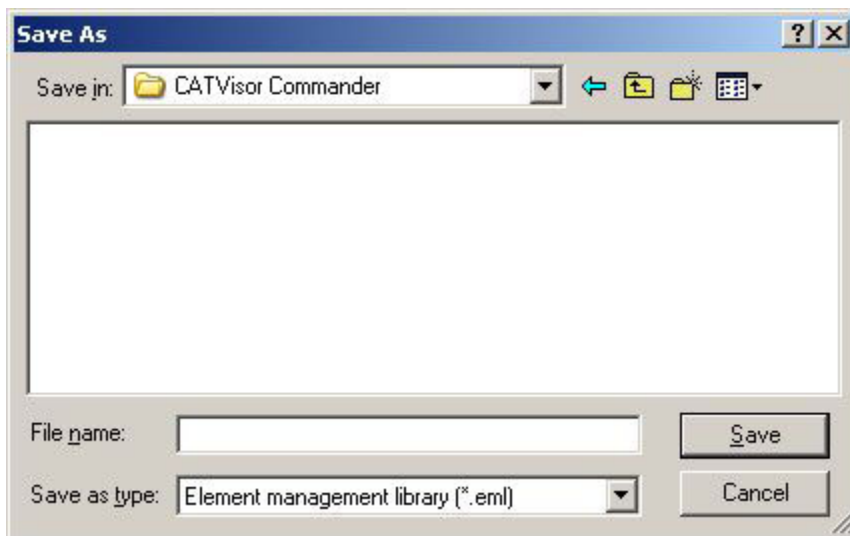 Save As
Save in: CATVisor Commander
File name:
Save
Save as type: Element management library (*.eml)
Cancel